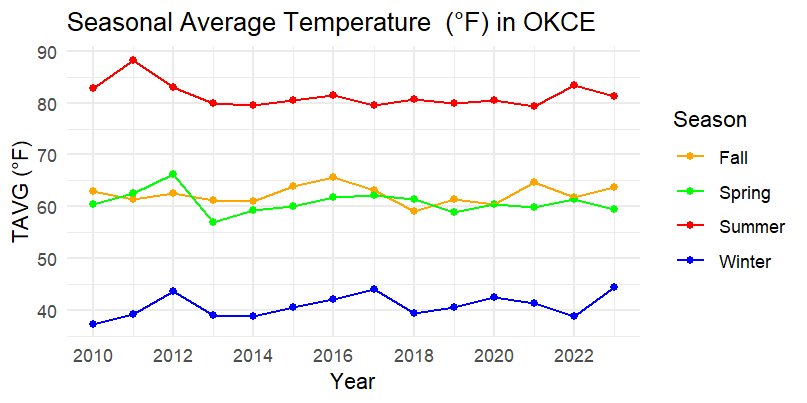 Seasonal Average Temperature  (°F) in OKCE
TAVG (°F)
90
80
70
60
50
40
2010
2012
2014
2016
2018
2020
2022
Year
Season
Fall
Spring
Summer
Winter